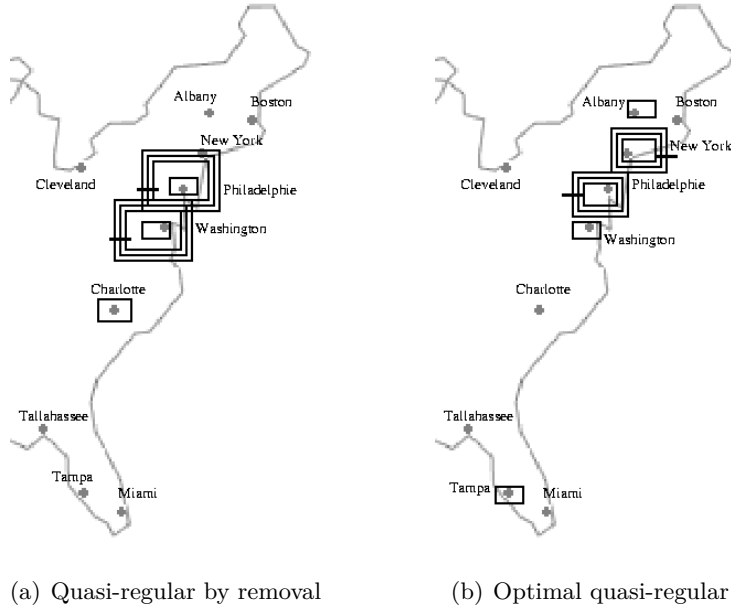 Albany
Boston
New York
Cleveland
Philadelphie
Washington
Charlotte
Tallahassee
Tampa
Miami
(a) Quasi-regular by removal
Albany
Boston
New York
Philadelphie
Washington
Charlotte
Tallahassee
Tampa
Miami
(b) Optimal quasi-regular